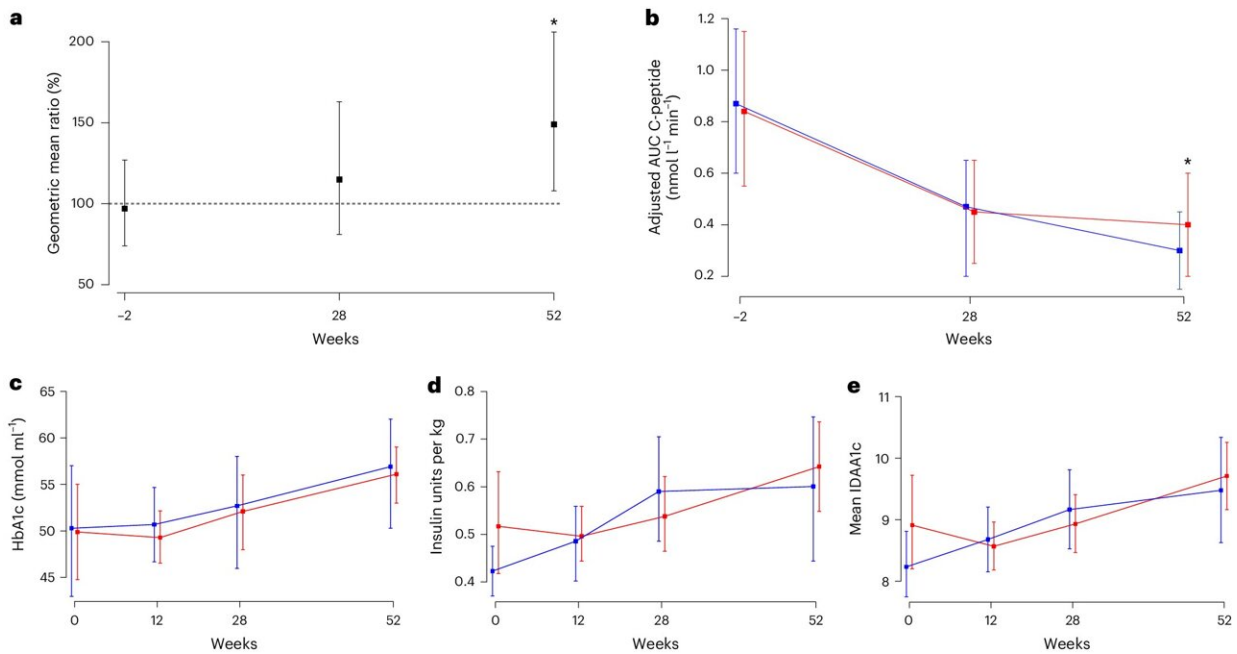 a
Geometric mean ratio (%)
200
150
100
50
*
–2
28
52
Weeks
b
Adjusted AUC C-peptide
(nmol l⁻¹ min⁻¹)
1.2
1.0
0.8
0.6
0.4
0.2
*
–2
28
52
Weeks
c
HbA1c (mmol ml⁻¹)
65
60
55
50
45
0
12
28
52
Weeks
d
Insulin units per kg
0.8
0.7
0.6
0.5
0.4
0
12
28
52
Weeks
e
Mean IDAA1c
11
10
9
8
0
12
28
52
Weeks